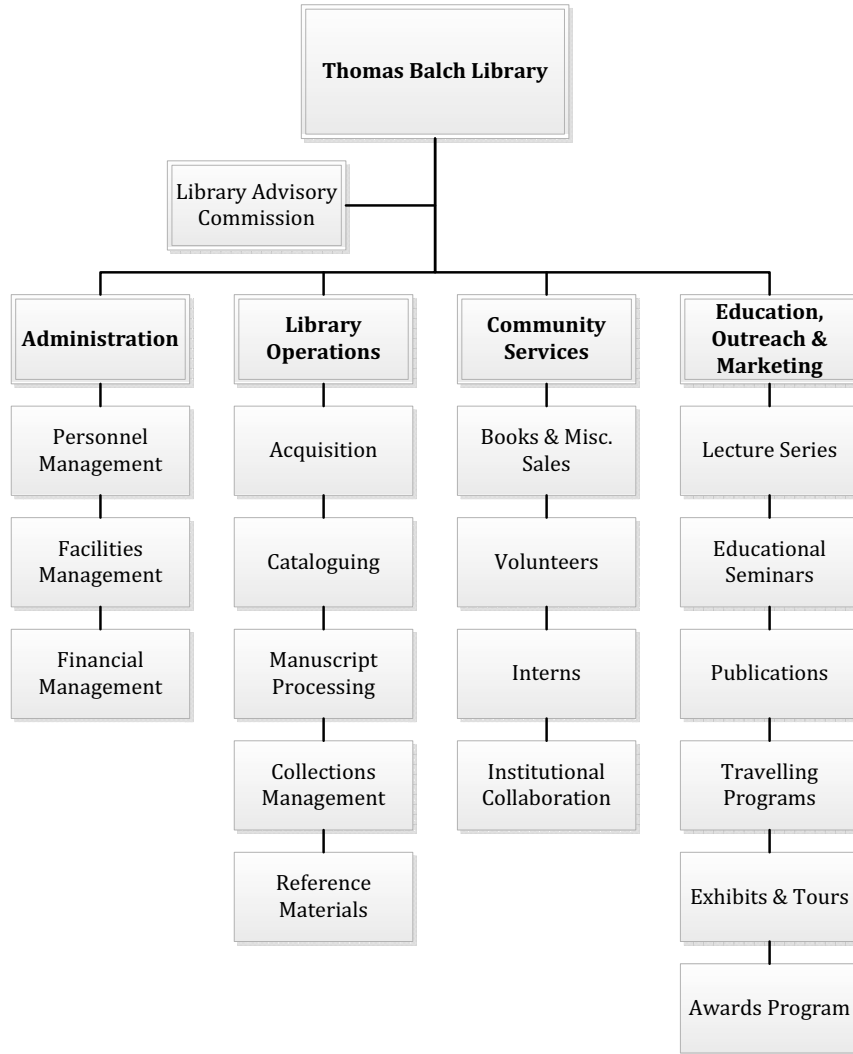 Thomas Balch Library
Library Advisory
Commission
Administration
Personnel
Management
Facilities
Management
Financial
Management
Library
Operations
Acquisition
Cataloguing
Manuscript
Processing
Collections
Management
Reference
Materials
Community
Services
Books & Misc.
Sales
Volunteers
Interns
Institutional
Collaboration
Education,
Outreach &
Marketing
Lecture Series
Educational
Seminars
Publications
Travelling
Programs
Exhibits & Tours
Awards Program